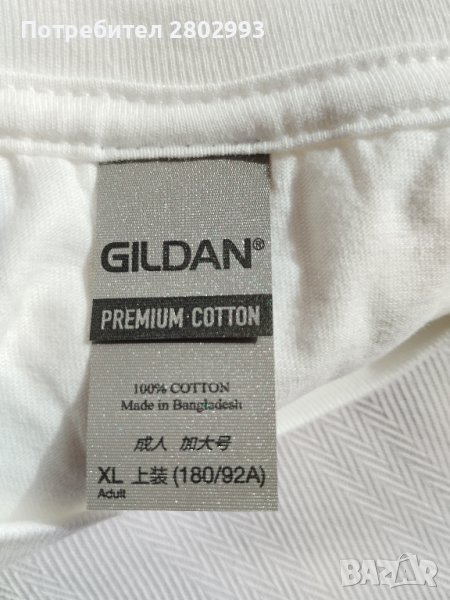 Потребител 2802993
GILDAN®
PREMIUM COTTON
100% COTTON
Made in Bangladesh
成人 加大号
XL 上装 (180/92A)
Adult
BAZAR